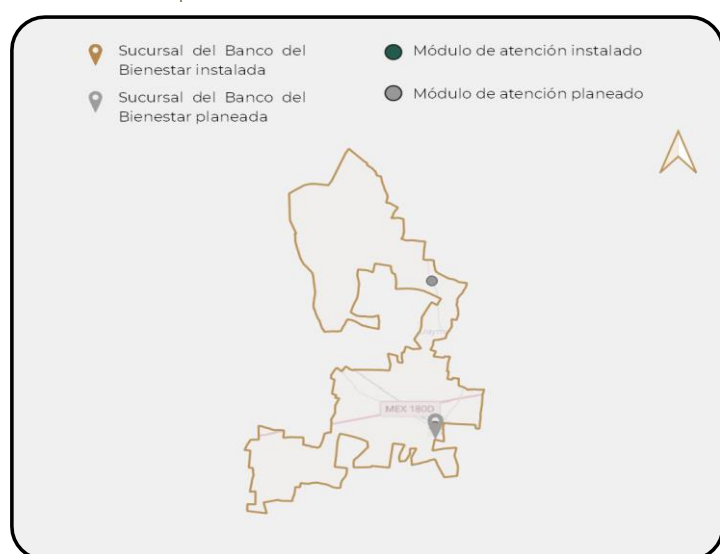 Sucursal del Banco del
Bienestar instalada
Módulo de atención instalado
Sucursal del Banco del
Bienestar planeada
Módulo de atención planeado
MEX 180D